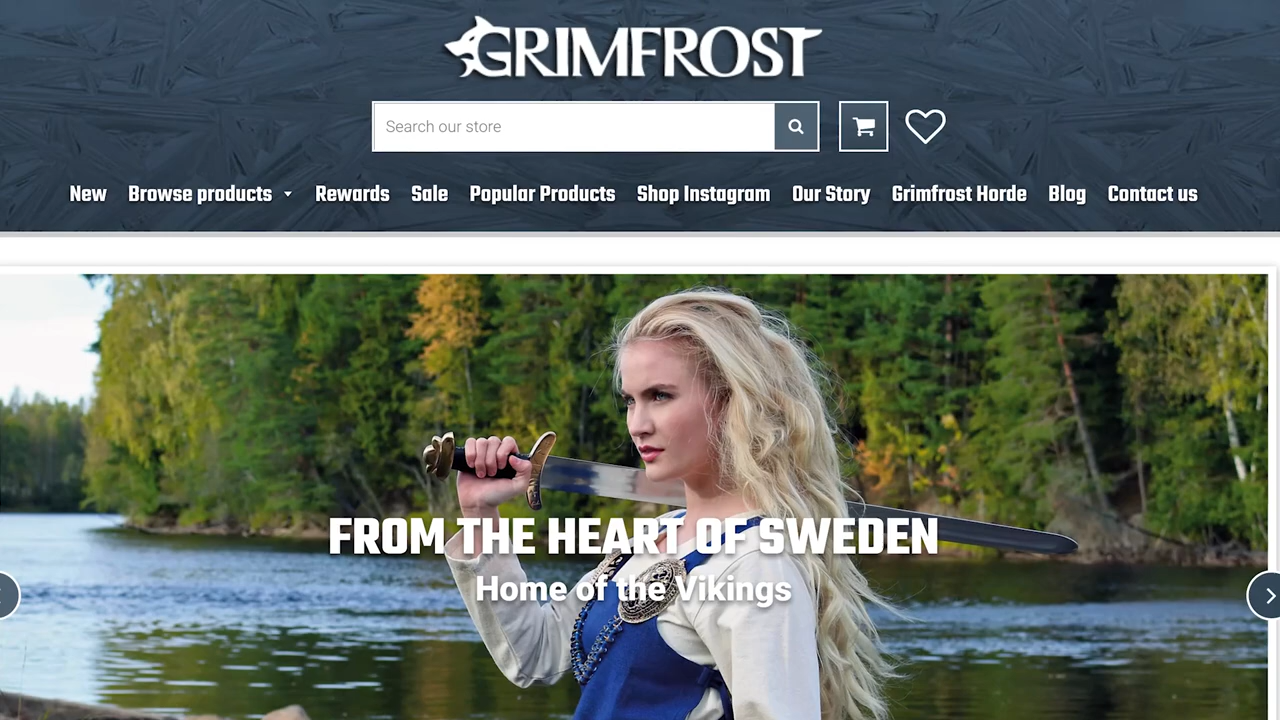 GRIMFROST
Search our store
New Browse products Rewards Sale Popular Products Shop Instagram Our Story Grimfrost Horde Blog Contact us
FROM THE HEART OF SWEDEN
Home of the Vikings